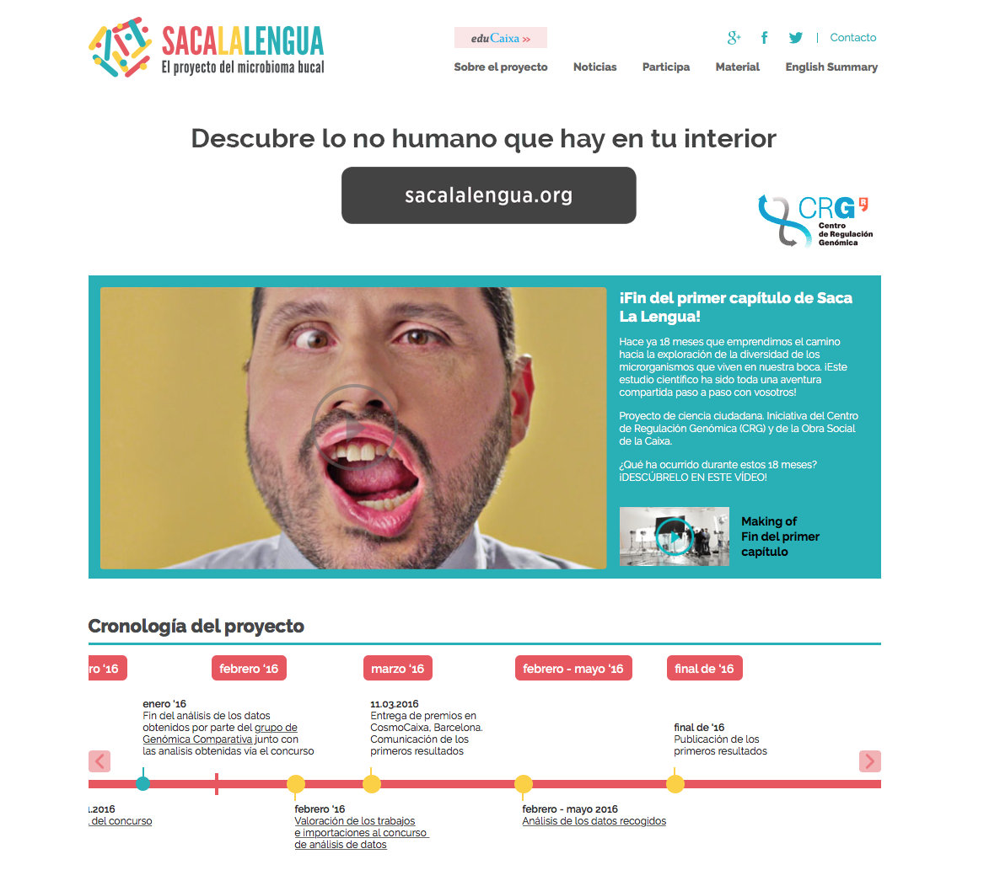 SACALALENGUA
El proyecto del microbioma bucal
eduCaixa »
g+ f | Contacto
Sobre el proyecto Noticias Participa Material English Summary
Descubre lo no humano que hay en tu interior
sacalalengua.org
CRG R
Centro
de Regulación
Genómica
¡Fin del primer capítulo de Saca
La Lengua!
Hace ya 18 meses que emprendimos el camino
hacia la exploración de la diversidad de los
microrganismos que viven en nuestra boca. ¡Este
estudio científico ha sido toda una aventura
compartida paso a paso con vosotros!
Proyecto de ciencia ciudadana. Iniciativa del Centro
de Regulación Genómica (CRG) y de la Obra Social
de la Caixa.
¿Qué ha ocurrido durante estos 18 meses?
¡DESCÚBRELO EN ESTE VÍDEO!
Making of
Fin del primer
capítulo
Cronología del proyecto
ro '16 febrero '16 marzo '16 febrero - mayo '16 final de '16
enero '16
Fin del análisis de los datos
obtenidos por parte del grupo de
Genómica Comparativa junto con
las analisis obtenidas vía el concurso
11.03.2016
Entrega de premios en
CosmoCaixa, Barcelona.
Comunicación de los
primeros resultados
final de '16
Publicación de los
primeros resultados
1.2016
. del concurso
febrero '16
Valoración de los trabajos
e importaciones al concurso
de análisis de datos
febrero - mayo 2016
Análisis de los datos recogidos